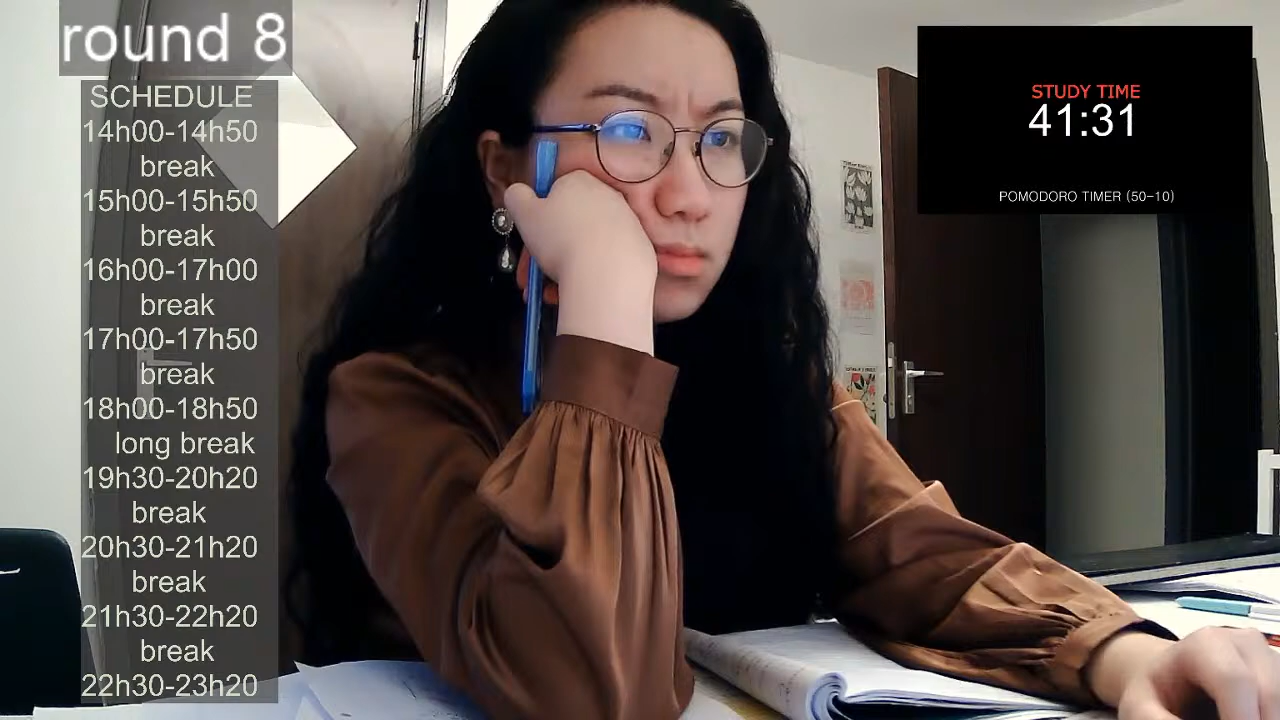 round 8
SCHEDULE
14h00-14h50
break
15h00-15h50
break
16h00-17h00
break
17h00-17h50
break
18h00-18h50
long break
19h30-20h20
break
20h30-21h20
break
21h30-22h20
break
22h30-23h20
STUDY TIME
41:31
POMODORO TIMER (50-10)